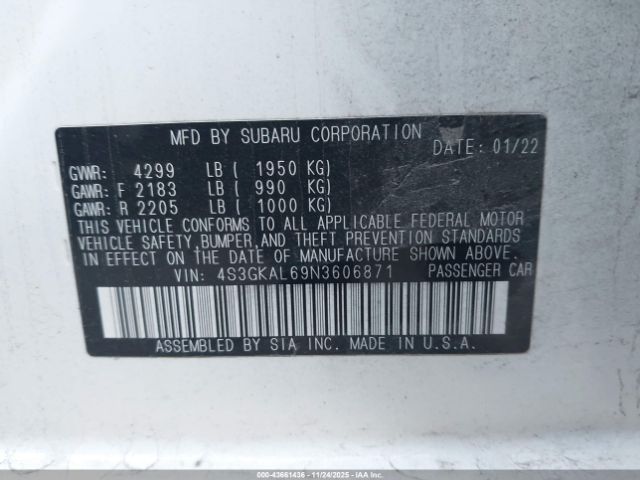 MFD BY SUBARU CORPORATION DATE: 01/22
GVWR: 4299 LB ( 1950 KG)
GAWR: F 2183 LB ( 990 KG)
GAWR: R 2205 LB ( 1000 KG)
THIS VEHICLE CONFORMS TO ALL APPLICABLE FEDERAL MOTOR
VEHICLE SAFETY,BUMPER,AND THEFT PREVENTION STANDARDS
IN EFFECT ON THE DATE OF MANUFACTURE SHOWN ABOVE.
VIN: 4S3GKAL69N3606871 PASSENGER CAR
ASSEMBLED BY SIA INC. MADE IN U.S.A.
000-43661436 - 11/24/2025 - IAAI.COM